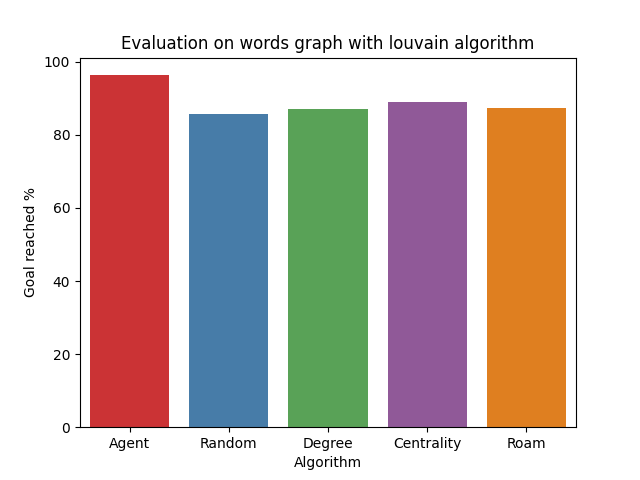 Evaluation on words graph with louvain algorithm
100
80
60
40
20
0
Goal reached %
Agent Random Degree Centrality Roam
Algorithm